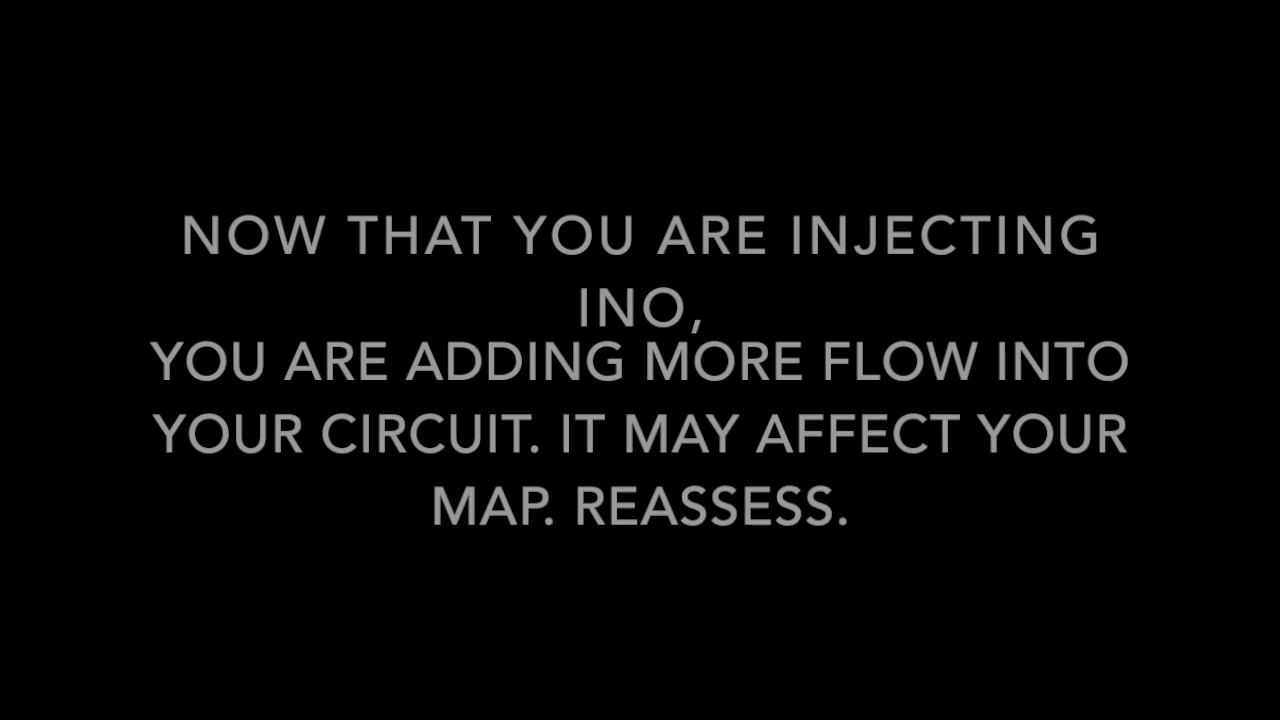 NOW THAT YOU ARE INJECTING
INO,
YOU ARE ADDING MORE FLOW INTO
YOUR CIRCUIT. IT MAY AFFECT YOUR
MAP. REASSESS.